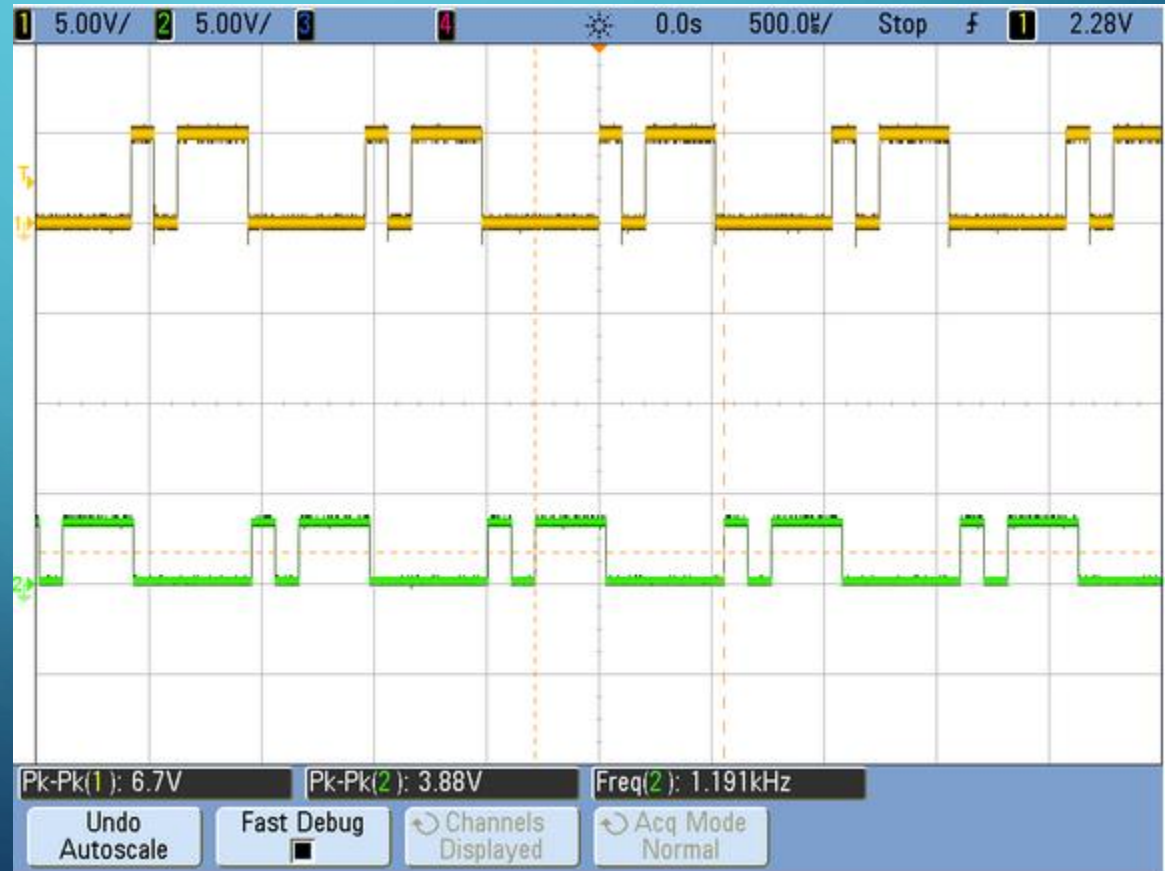 1 5.00V/ 2 5.00V/ 3 4 0.0s 500.0㎲/ Stop 1 2.28V
T
1
2
Pk-Pk(1): 6.7V Pk-Pk(2): 3.88V Freq(2): 1.191kHz
Undo Autoscale
Fast Debug
Channels Displayed
Acq Mode Normal